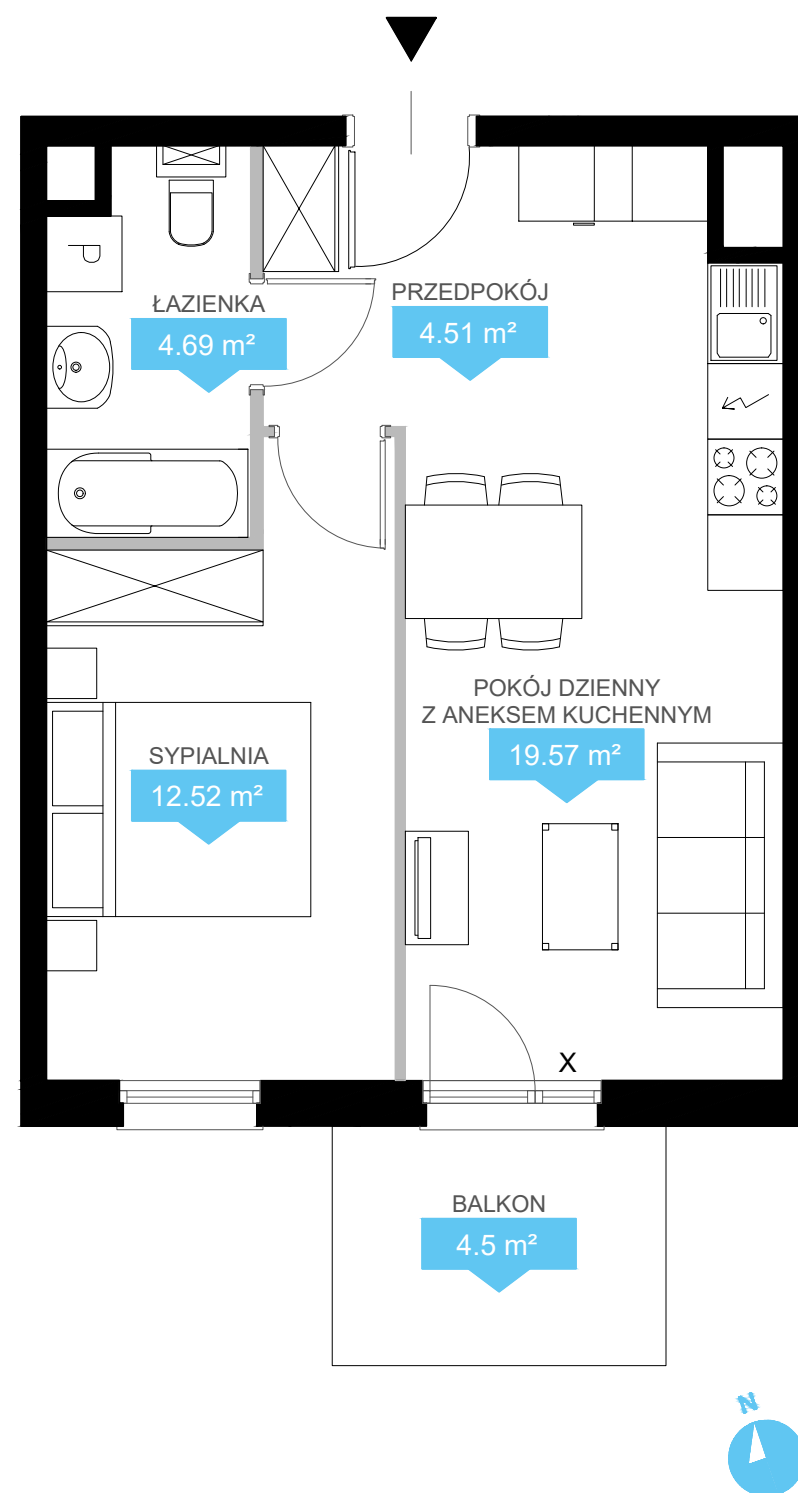 ŁAZIENKA
4.69 m²
PRZEDPOKÓJ
4.51 m²
P
POKÓJ DZIENNY
Z ANEKSEM KUCHENNYM
19.57 m²
SYPIALNIA
12.52 m²
X
BALKON
4.5 m²
N